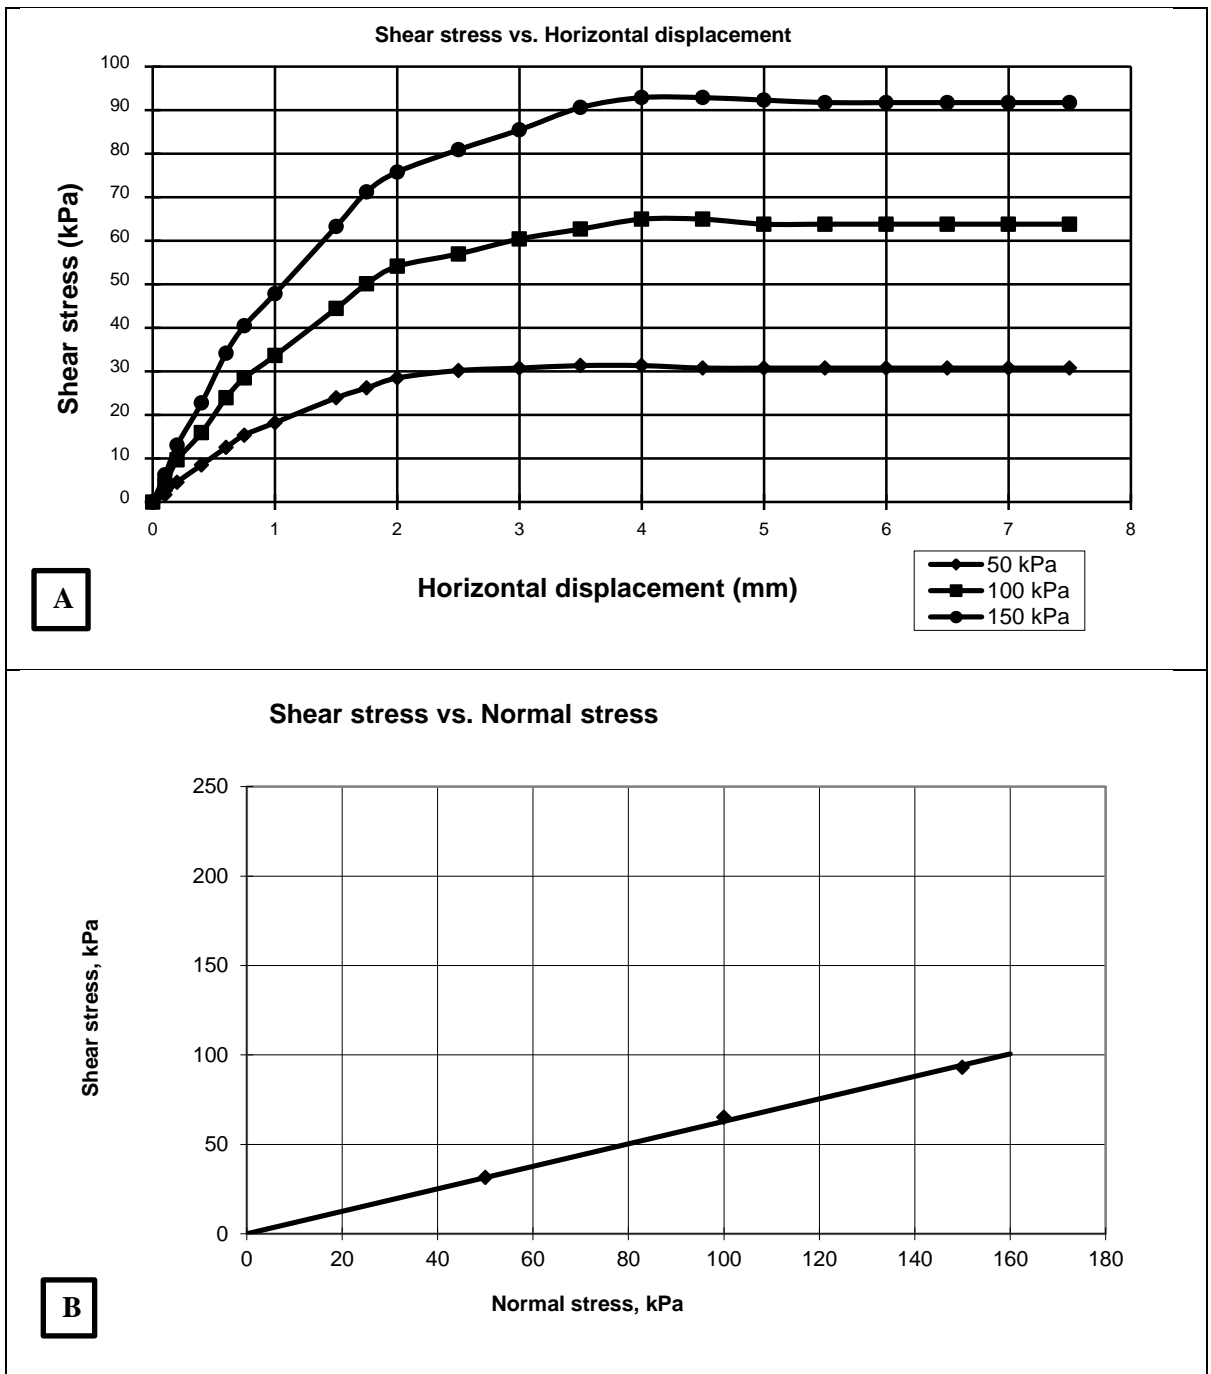 Shear stress vs. Horizontal displacement
100
90
80
70
60
50
40
30
20
10
0
Shear stress (kPa)
0 1 2 3 4 5 6 7 8
Horizontal displacement (mm)
50 kPa
100 kPa
150 kPa
A
Shear stress vs. Normal stress
250
200
150
100
50
0
Shear stress, kPa
0 20 40 60 80 100 120 140 160 180
Normal stress, kPa
B